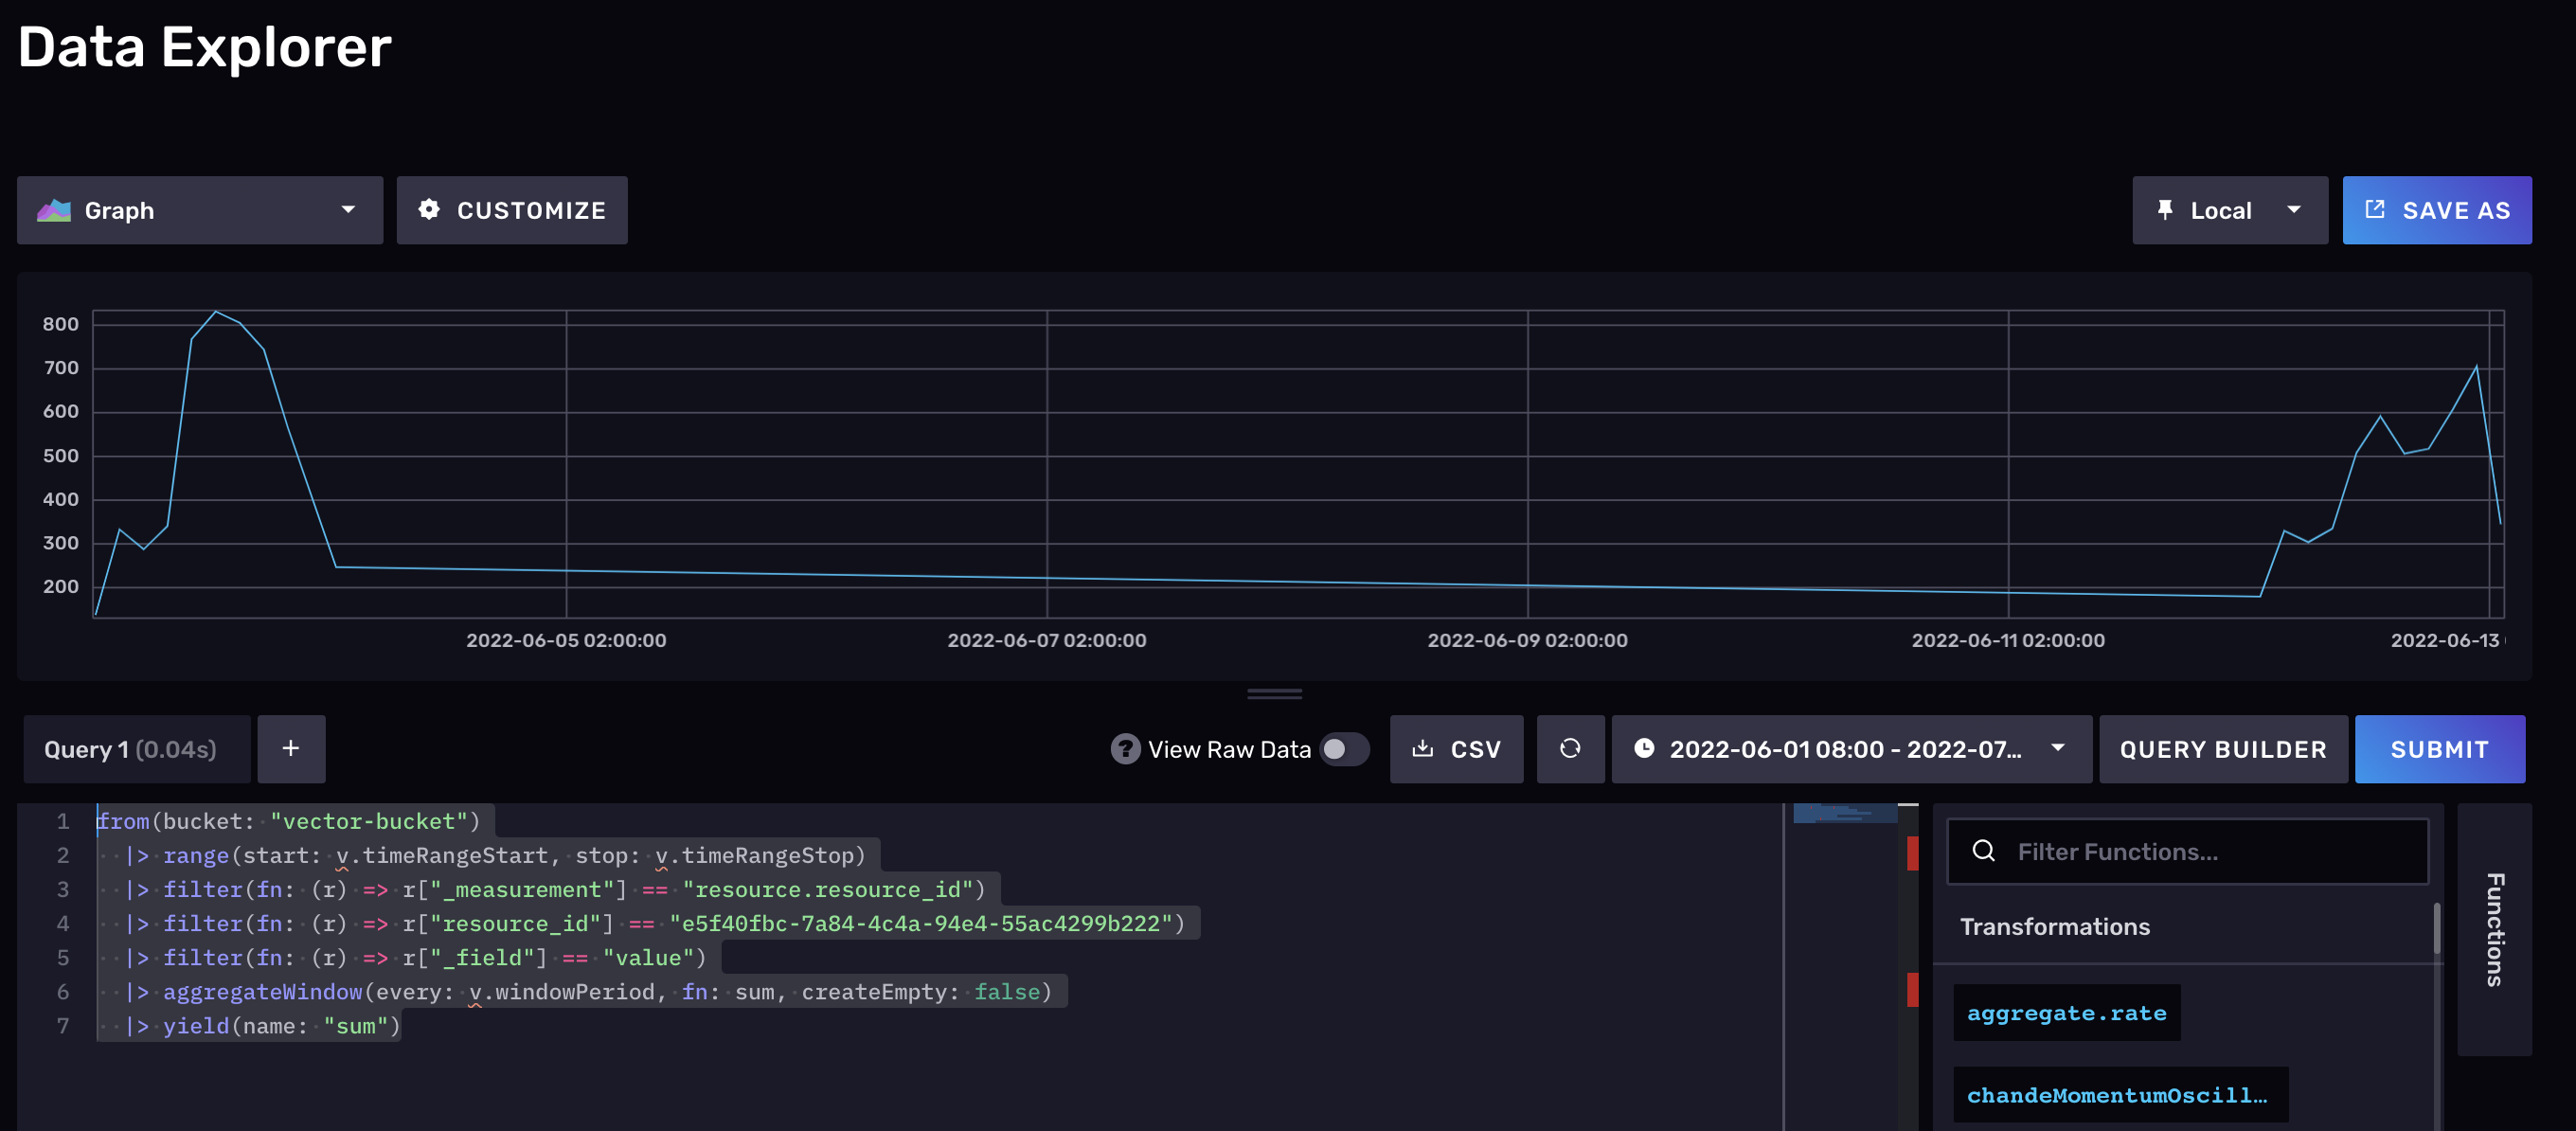 Data Explorer
Graph
CUSTOMIZE
Local
SAVE AS
800
700
600
500
400
300
200
2022-06-05 02:00:00
2022-06-07 02:00:00
2022-06-09 02:00:00
2022-06-11 02:00:00
2022-06-13
Query 1 (0.04s)
+
? View Raw Data
CSV
2022-06-01 08:00 - 2022-07...
QUERY BUILDER
SUBMIT
1 from(bucket: "vector-bucket")
2 |> range(start: v.timeRangeStart, stop: v.timeRangeStop)
3 |> filter(fn: (r) => r["_measurement"] == "resource.resource_id")
4 |> filter(fn: (r) => r["resource_id"] == "e5f40fbc-7a84-4c4a-94e4-55ac4299b222")
5 |> filter(fn: (r) => r["_field"] == "value")
6 |> aggregateWindow(every: v.windowPeriod, fn: sum, createEmpty: false)
7 |> yield(name: "sum")
Filter Functions...
Transformations
aggregate.rate
chandeMomentumOscill...
Functions